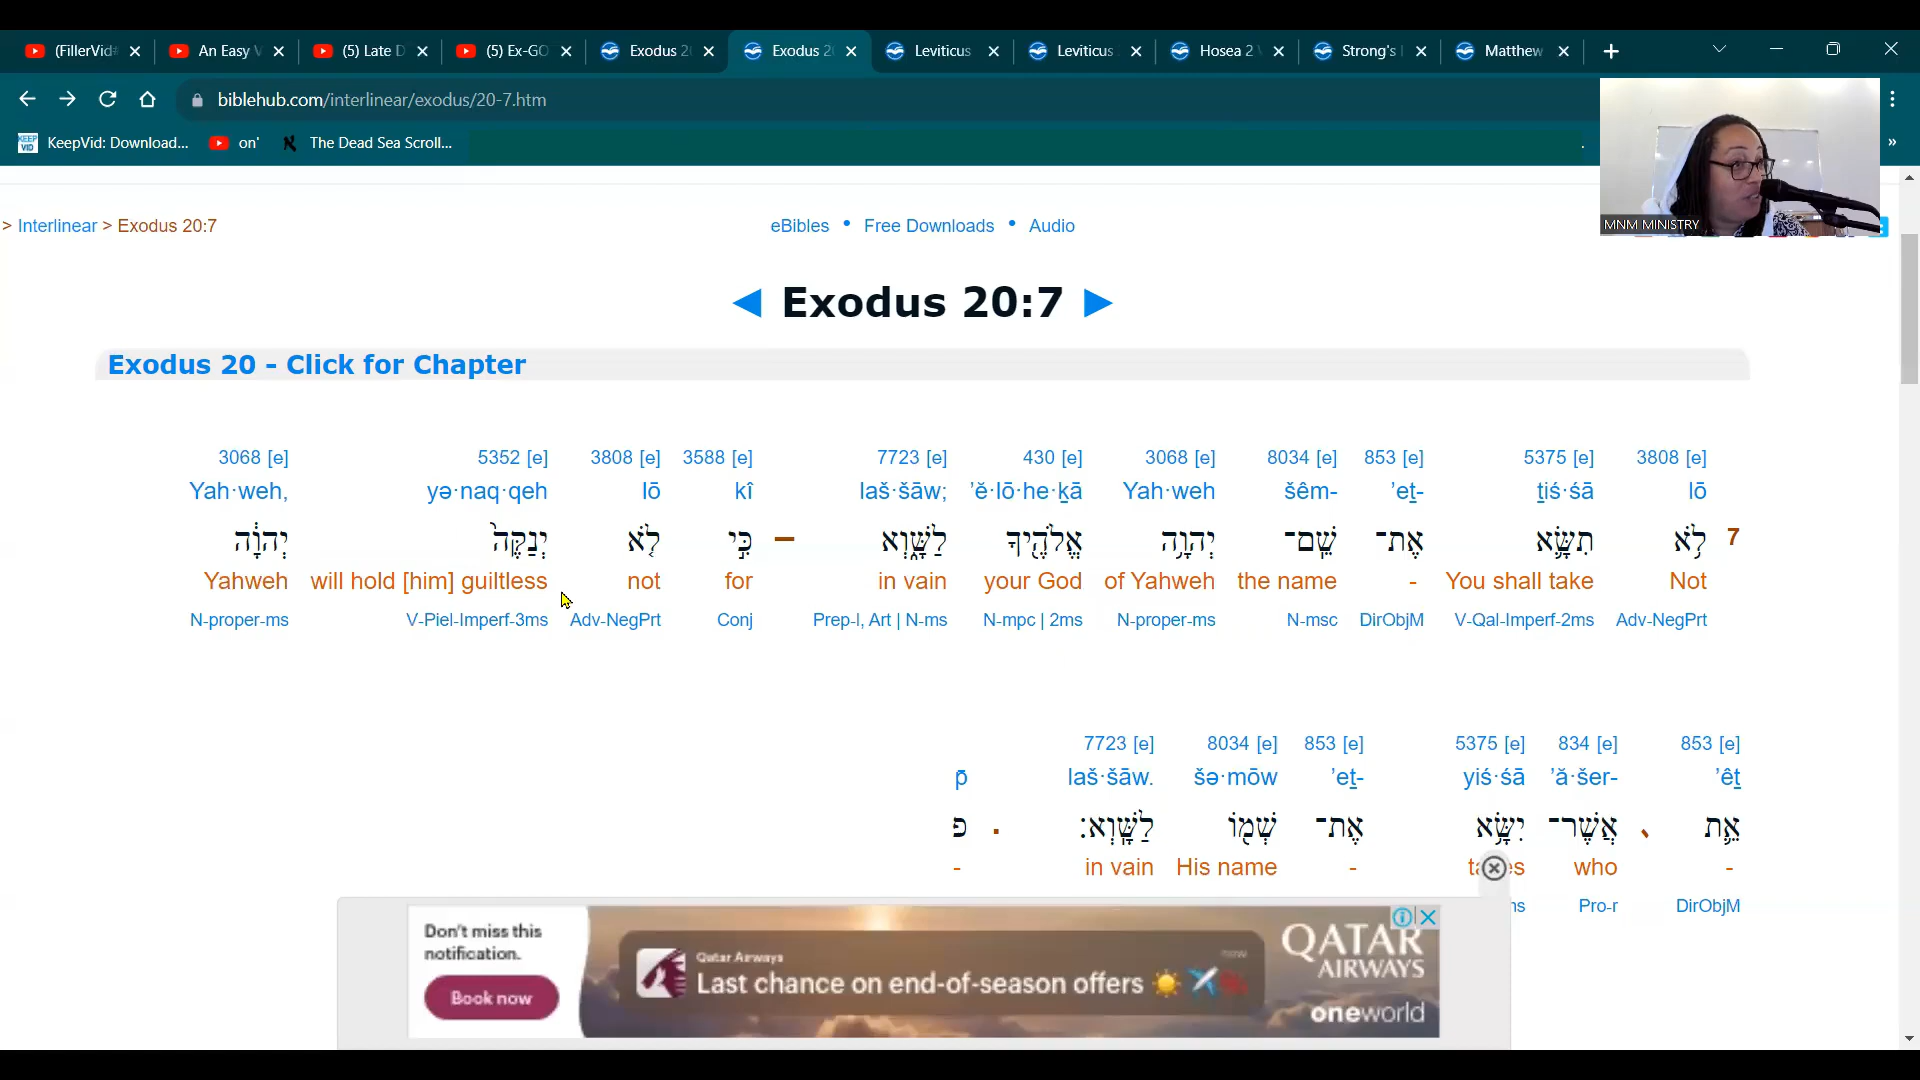 (FillerVid An Easy V (5) Late D (5) Ex-GO Exodus 2 Exodus 2 Leviticus Leviticus Hosea 2 Strong's Matthew
biblehub.com/interlinear/exodus/20-7.htm
KeepVid: Download... on' The Dead Sea Scroll... »
MNM MINISTRY
> Interlinear > Exodus 20:7 eBibles • Free Downloads • Audio
◄ Exodus 20:7 ►
Exodus 20 - Click for Chapter
3068 [e] 5352 [e] 3808 [e] 3588 [e] 7723 [e] 430 [e] 3068 [e] 8034 [e] 853 [e] 5375 [e] 3808 [e]
Yah·weh, yə·naq·qeh lō kî laš·šāw; ’ĕ·lō·he·ḵā Yah·weh šêm- ’eṯ- ṯiś·śā lō
7 לֹ֥א תִשָּׂ֛א אֶת־ שֵֽׁם־ יְהוָ֥ה אֱלֹהֶ֖יךָ לַשָּׁ֑וְא – כִּ֣י לֹ֤א יְנַקֶּה֙ יְהוָ֔ה
Yahweh will hold [him] guiltless not for in vain your God of Yahweh the name - You shall take Not
N-proper-ms V-Piel-Imperf-3ms Adv-NegPrt Conj Prep-l, Art | N-ms N-mpc | 2ms N-proper-ms N-msc DirObjM V-Qal-Imperf-2ms Adv-NegPrt
7723 [e] 8034 [e] 853 [e] 5375 [e] 834 [e] 853 [e]
p̄ laš·šāw. šə·mōw ’eṯ- yiś·śā ’ă·šer- ’êṯ
אֵ֛ת 、 אֲשֶׁר־ יִשָּׂ֥א אֶת־ שְׁמ֖וֹ לַשָּֽׁוְא׃ . פ
- in vain His name - who -
Pro-r DirObjM
Don't miss this
notification.
Book now
Qatar Airways now
Last chance on end-of-season offers
QATAR
AIRWAYS
oneworld